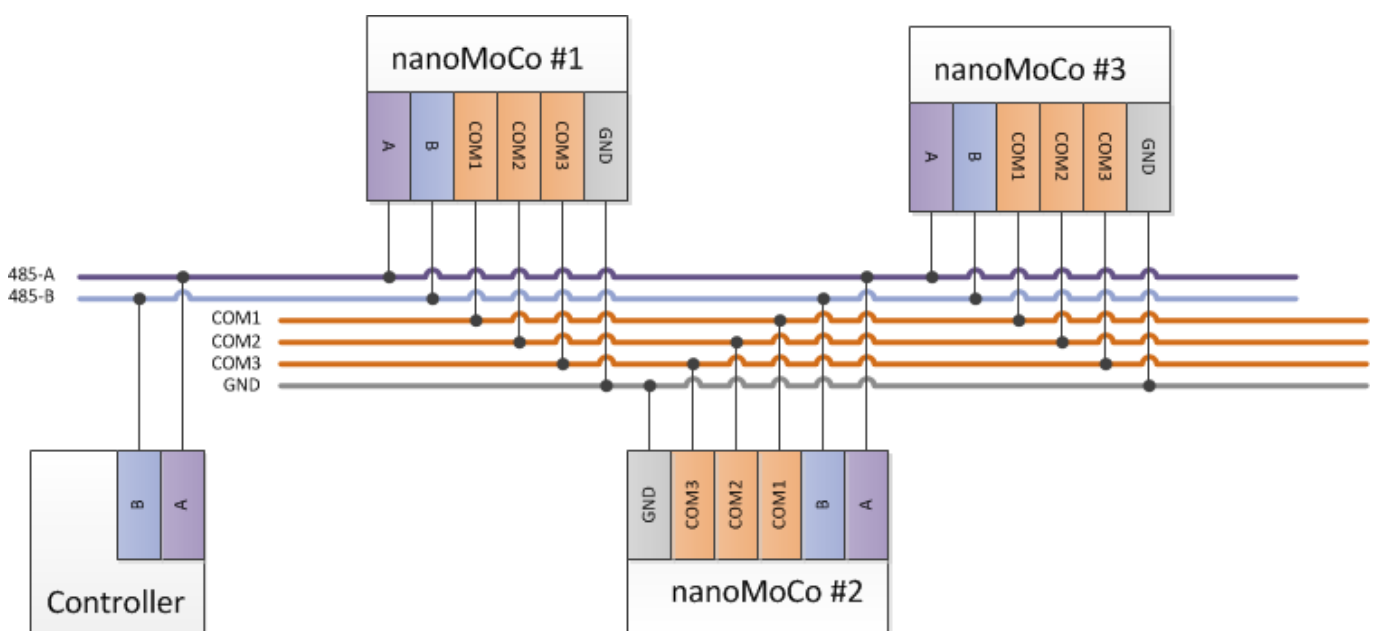 nanoMoCo #1
A B COM1 COM2 COM3 GND
nanoMoCo #3
A B COM1 COM2 COM3 GND
485-A
485-B
COM1
COM2
COM3
GND
B A
Controller
GND COM3 COM2 COM1 B A
nanoMoCo #2